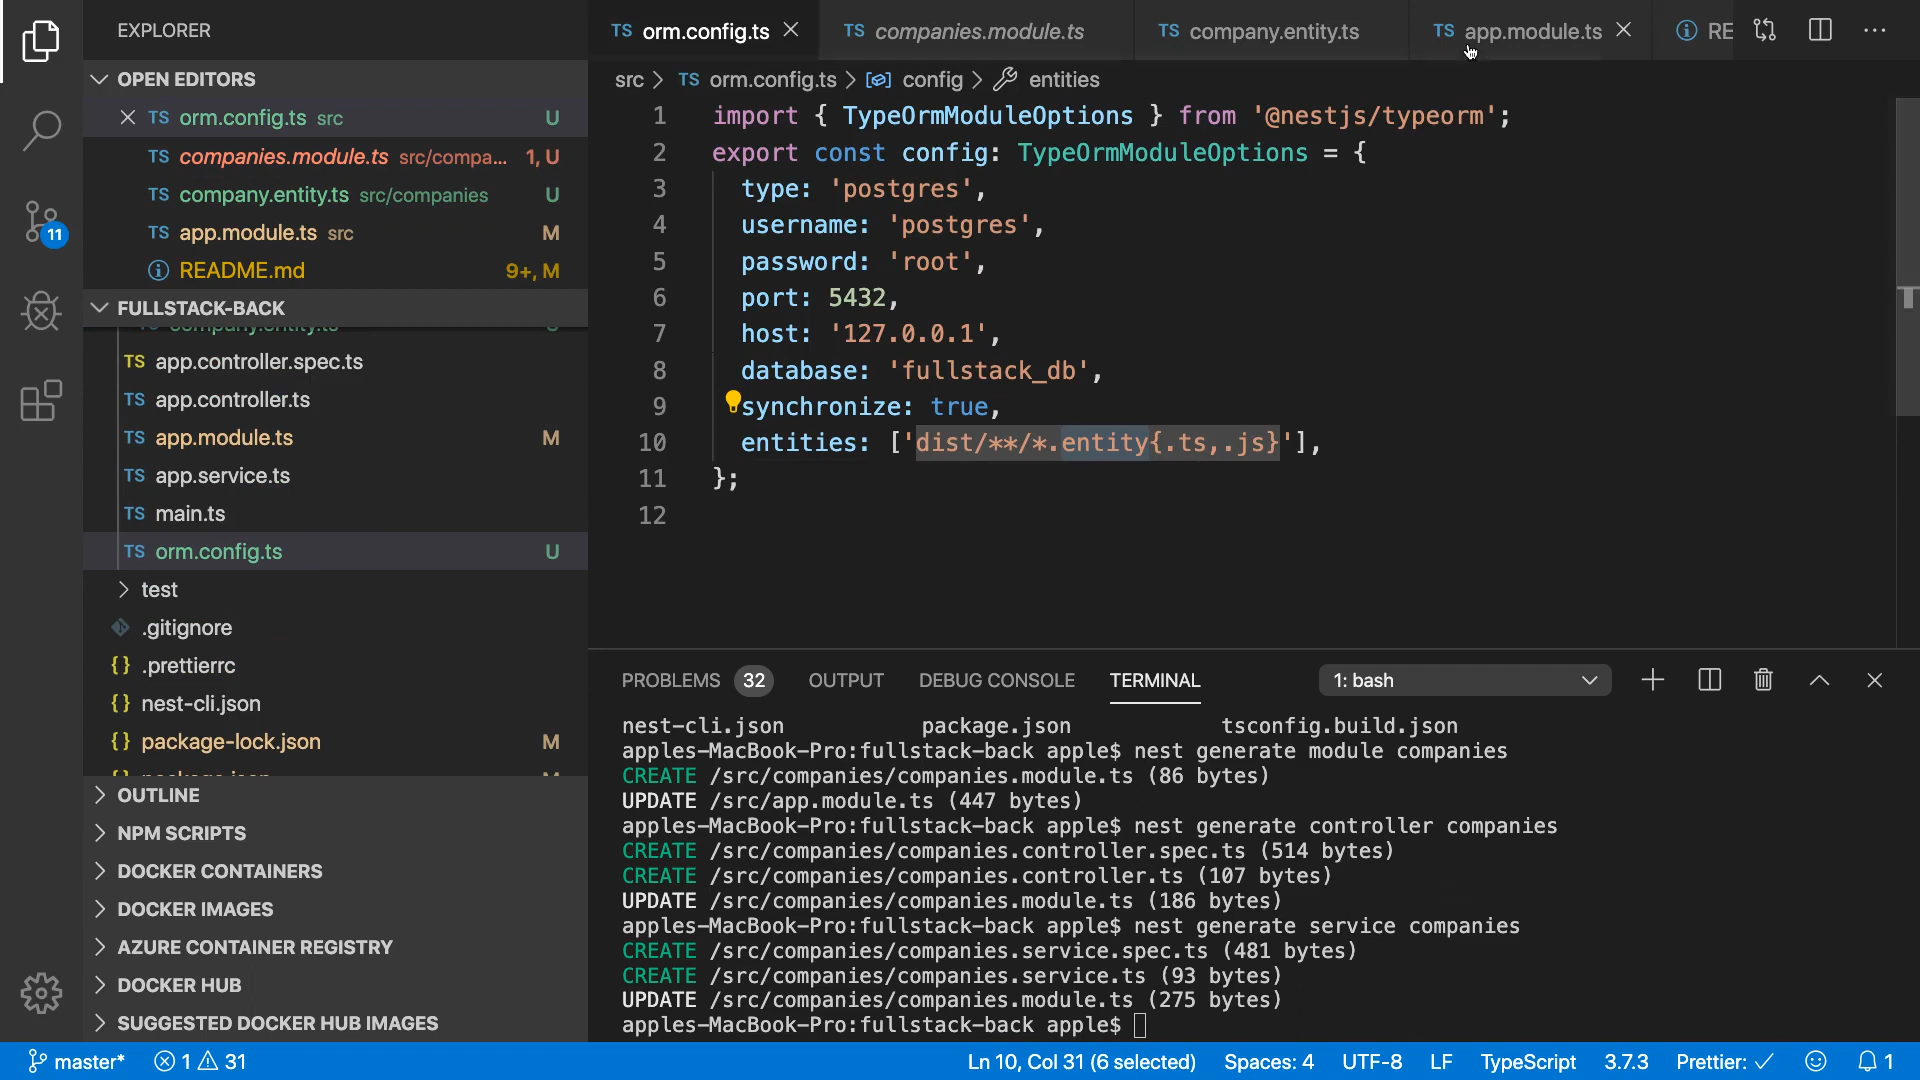 EXPLORER
OPEN EDITORS
TS orm.config.ts src U
TS companies.module.ts src/compa... 1, U
TS company.entity.ts src/companies U
TS app.module.ts src M
README.md 9+, M
FULLSTACK-BACK
company.entity.ts
TS app.controller.spec.ts
TS app.controller.ts
TS app.module.ts M
TS app.service.ts
TS main.ts
TS orm.config.ts U
test
.gitignore
{} .prettierrc
{} nest-cli.json
{} package-lock.json M
OUTLINE
NPM SCRIPTS
DOCKER CONTAINERS
DOCKER IMAGES
AZURE CONTAINER REGISTRY
DOCKER HUB
SUGGESTED DOCKER HUB IMAGES
11
TS orm.config.ts TS companies.module.ts TS company.entity.ts TS app.module.ts RE
src > TS orm.config.ts > config > entities
1 import { TypeOrmModuleOptions } from '@nestjs/typeorm';
2 export const config: TypeOrmModuleOptions = {
3 type: 'postgres',
4 username: 'postgres',
5 password: 'root',
6 port: 5432,
7 host: '127.0.0.1',
8 database: 'fullstack_db',
9 synchronize: true,
10 entities: ['dist/**/*.entity{.ts,.js}'],
11 };
12
PROBLEMS 32 OUTPUT DEBUG CONSOLE TERMINAL 1: bash
nest-cli.json package.json tsconfig.build.json
apples-MacBook-Pro:fullstack-back apple$ nest generate module companies
CREATE /src/companies/companies.module.ts (86 bytes)
UPDATE /src/app.module.ts (447 bytes)
apples-MacBook-Pro:fullstack-back apple$ nest generate controller companies
CREATE /src/companies/companies.controller.spec.ts (514 bytes)
CREATE /src/companies/companies.controller.ts (107 bytes)
UPDATE /src/companies/companies.module.ts (186 bytes)
apples-MacBook-Pro:fullstack-back apple$ nest generate service companies
CREATE /src/companies/companies.service.spec.ts (481 bytes)
CREATE /src/companies/companies.service.ts (93 bytes)
UPDATE /src/companies/companies.module.ts (275 bytes)
apples-MacBook-Pro:fullstack-back apple$
master* 1 31 Ln 10, Col 31 (6 selected) Spaces: 4 UTF-8 LF TypeScript 3.7.3 Prettier: ✓ 1